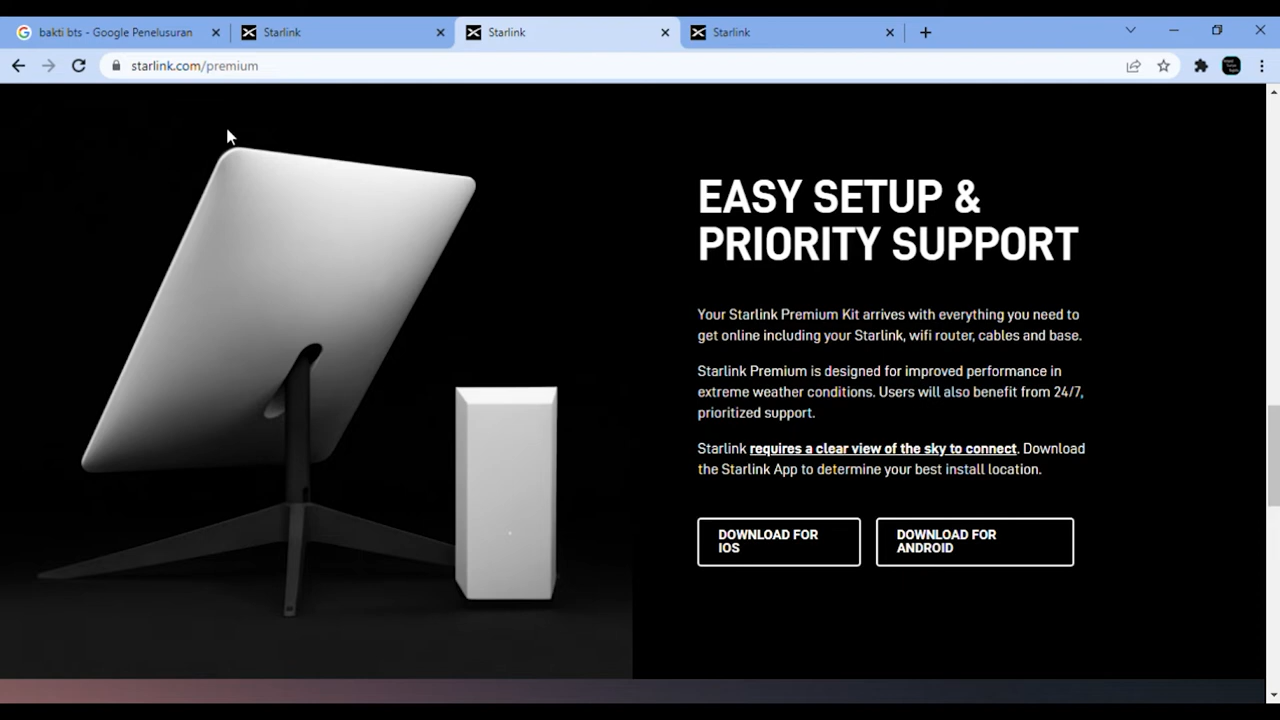 bakti bts - Google Penelusuran
Starlink
Starlink
Starlink
starlink.com/premium
EASY SETUP &
PRIORITY SUPPORT
Your Starlink Premium Kit arrives with everything you need to
get online including your Starlink, wifi router, cables and base.
Starlink Premium is designed for improved performance in
extreme weather conditions. Users will also benefit from 24/7,
prioritized support.
Starlink requires a clear view of the sky to connect. Download
the Starlink App to determine your best install location.
DOWNLOAD FOR
IOS
DOWNLOAD FOR
ANDROID